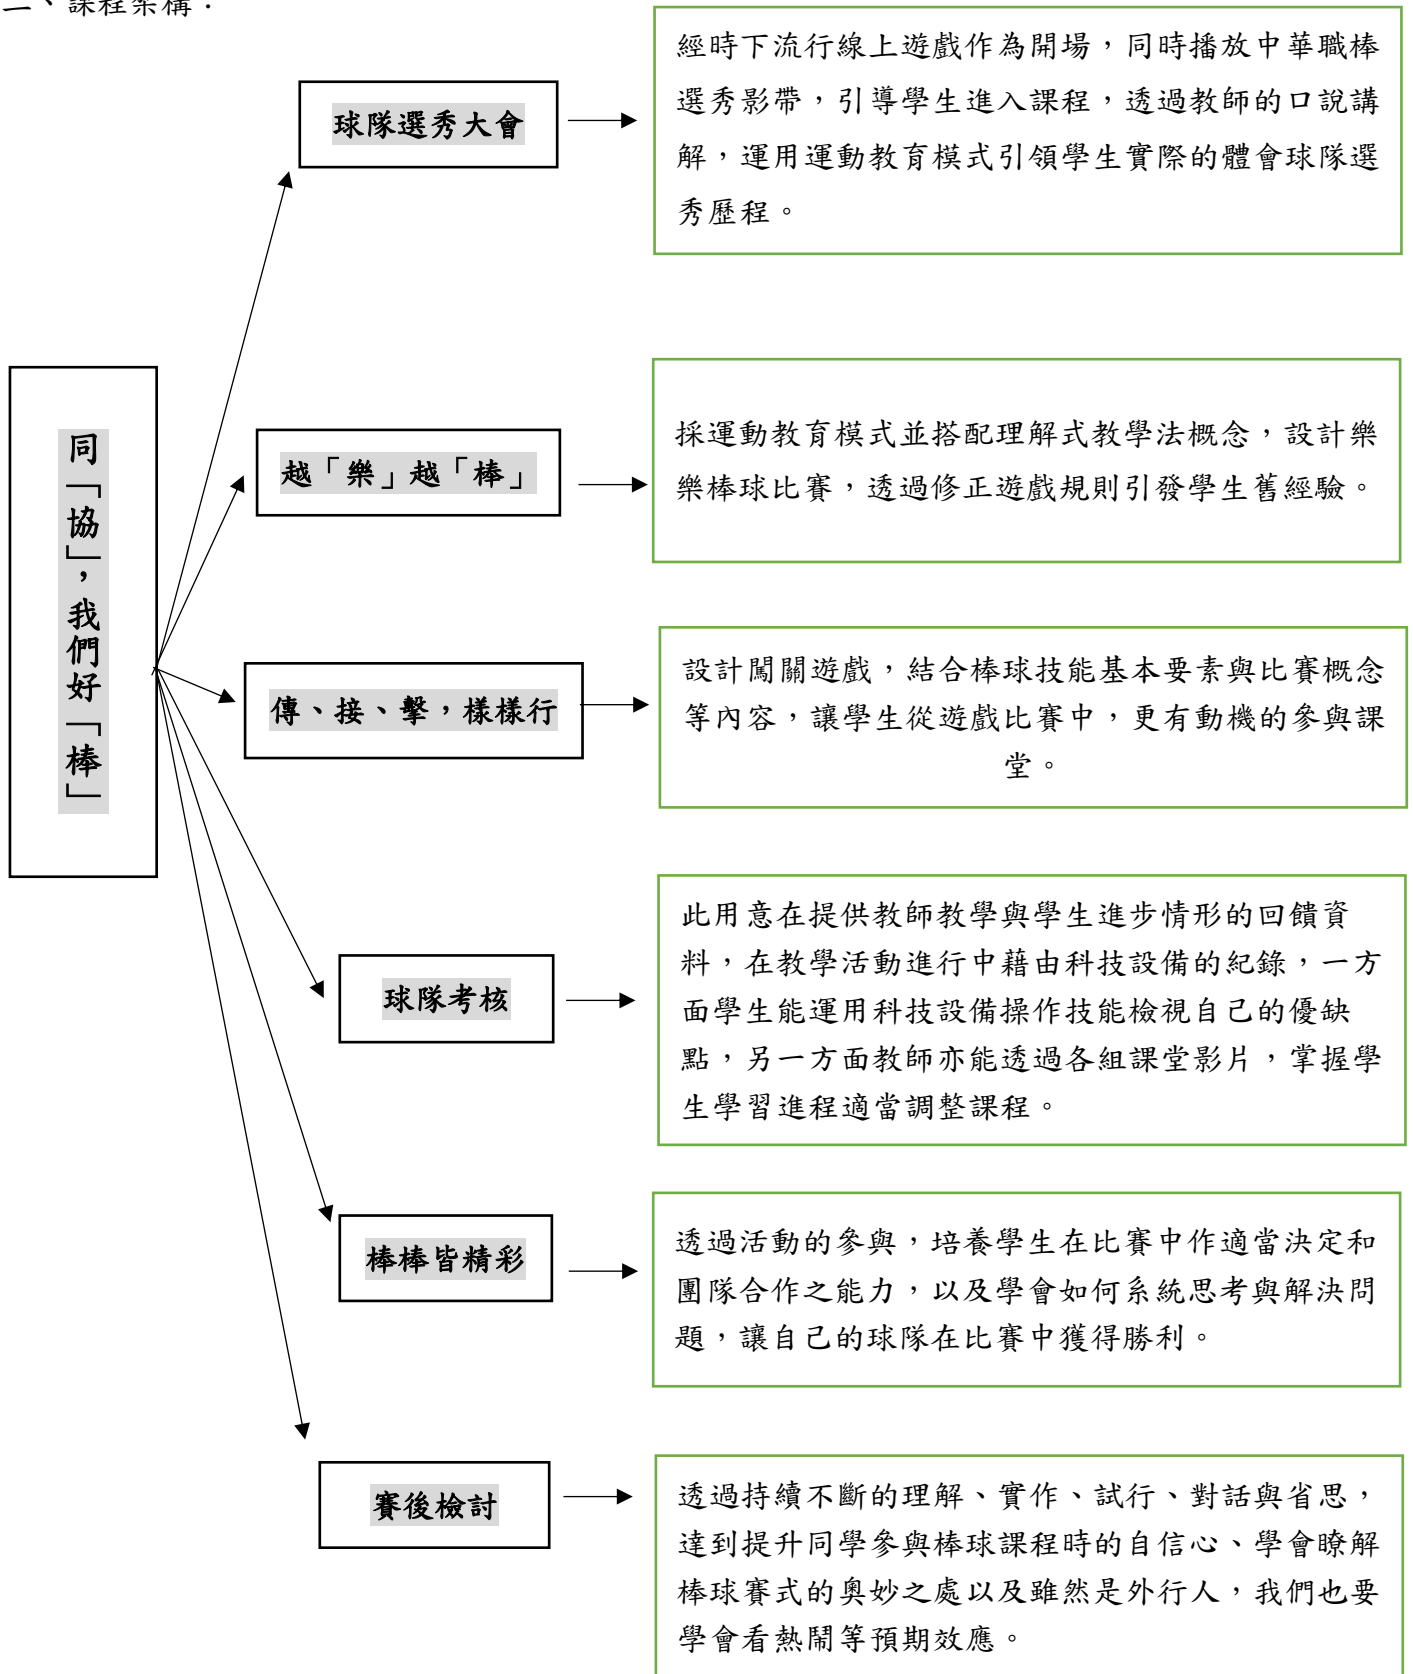 二、課程架構：
球隊選秀大會
經時下流行線上遊戲作為開場，同時播放中華職棒
選秀影帶，引導學生進入課程，透過教師的口說講
解，運用運動教育模式引領學生實際的體會球隊選
秀歷程。
同「協」，我們好「棒」
越「樂」越「棒」
採運動教育模式並搭配理解式教學法概念，設計樂
樂棒球比賽，透過修正遊戲規則引發學生舊經驗。
傳、接、擊，樣樣行
設計闖關遊戲，結合棒球技能基本要素與比賽概念
等內容，讓學生從遊戲比賽中，更有動機的參與課
堂。
球隊考核
此用意在提供教師教學與學生進步情形的回饋資
料，在教學活動進行中藉由科技設備的紀錄，一方
面學生能運用科技設備操作技能檢視自己的優缺
點，另一方面教師亦能透過各組課堂影片，掌握學
生學習進程適當調整課程。
棒棒皆精彩
透過活動的參與，培養學生在比賽中作適當決定和
團隊合作之能力，以及學會如何系統思考與解決問
題，讓自己的球隊在比賽中獲得勝利。
賽後檢討
透過持續不斷的理解、實作、試行、對話與省思，
達到提升同學參與棒球課程時的自信心、學會瞭解
棒球賽式的奧妙之處以及雖然是外行人，我們也要
學會看熱鬧等預期效應。